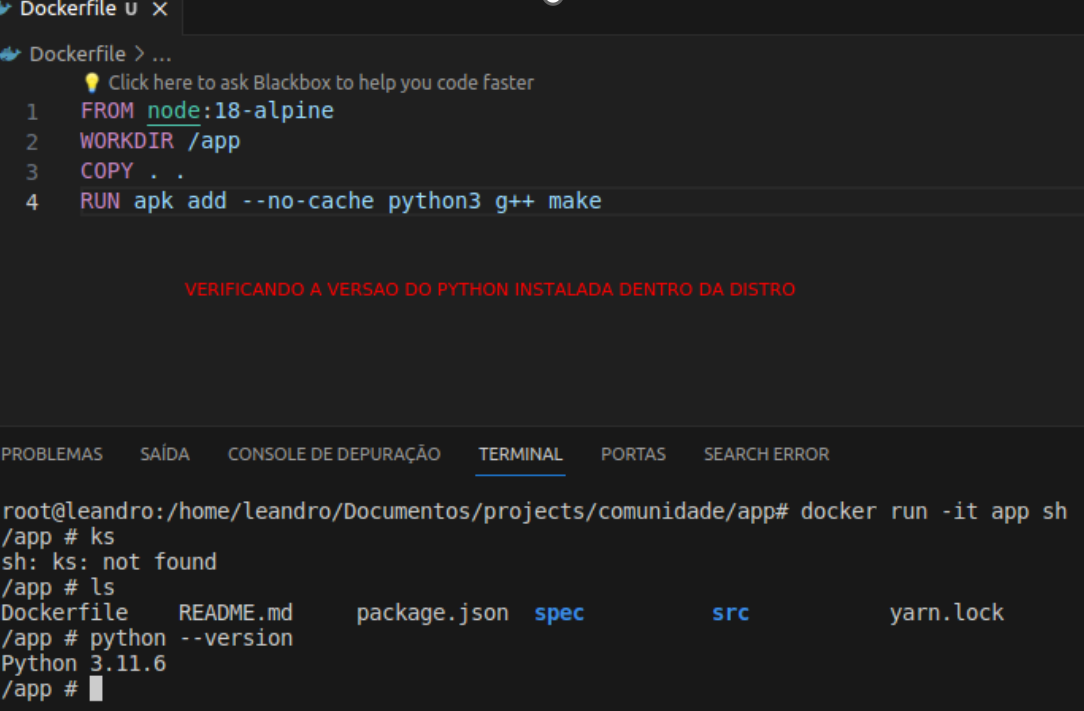 Dockerfile U ×
Dockerfile > ...
Click here to ask Blackbox to help you code faster
1 FROM node:18-alpine
2 WORKDIR /app
3 COPY . .
4 RUN apk add --no-cache python3 g++ make
VERIFICANDO A VERSAO DO PYTHON INSTALADA DENTRO DA DISTRO
PROBLEMAS SAÍDA CONSOLE DE DEPURAÇÃO TERMINAL PORTAS SEARCH ERROR
root@leandro:/home/leandro/Documentos/projects/comunidade/app# docker run -it app sh
/app # ks
sh: ks: not found
/app # ls
Dockerfile README.md package.json spec src yarn.lock
/app # python --version
Python 3.11.6
/app #